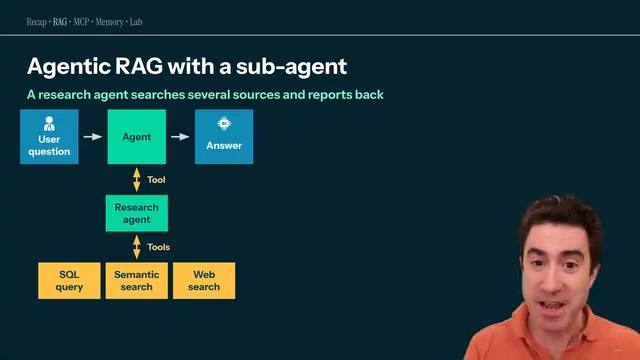 Recap • RAG • MCP • Memory • Lab
Agentic RAG with a sub-agent
A research agent searches several sources and reports back
User
question
Agent
Answer
Tool
Research
agent
Tools
SQL
query
Semantic
search
Web
search